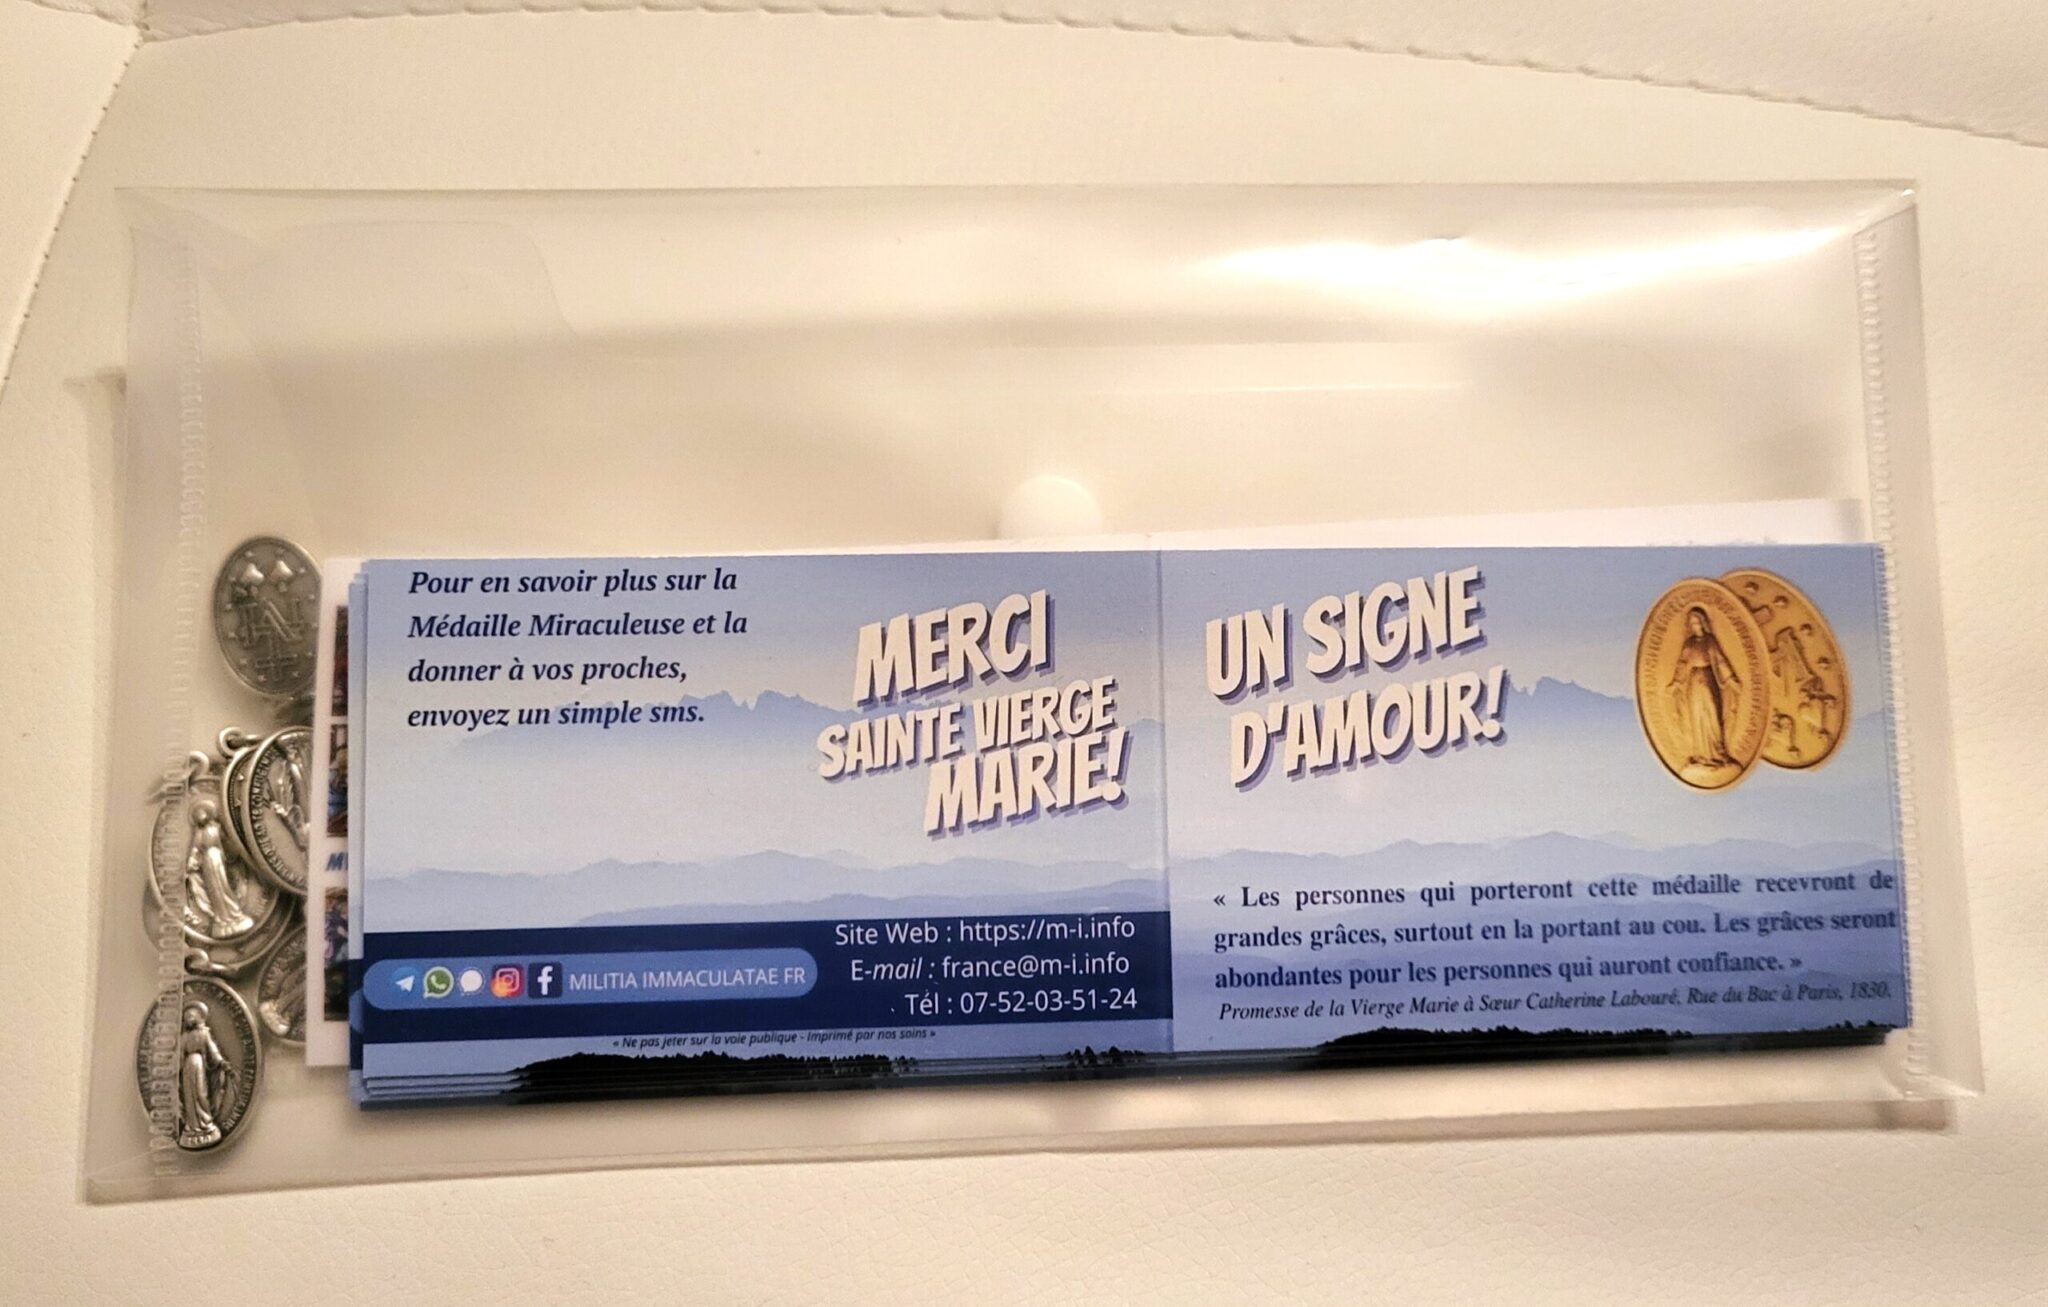 Pour en savoir plus sur la
Médaille Miraculeuse et la
donner à vos proches,
envoyez un simple sms.
MERCI
SAINTE VIERGE
MARIE!
MILITIA IMMACULATAE FR
Site Web : https://m-i.info
E-mail : france@m-i.info
Tél : 07-52-03-51-24
« Ne pas jeter sur la voie publique - Imprimé par nos soins »
UN SIGNE
D'AMOUR!
« Les personnes qui porteront cette médaille recevront de
grandes grâces, surtout en la portant au cou. Les grâces seront
abondantes pour les personnes qui auront confiance. »
Promesse de la Vierge Marie à Sœur Catherine Labouré, Rue du Bac à Paris, 1830.